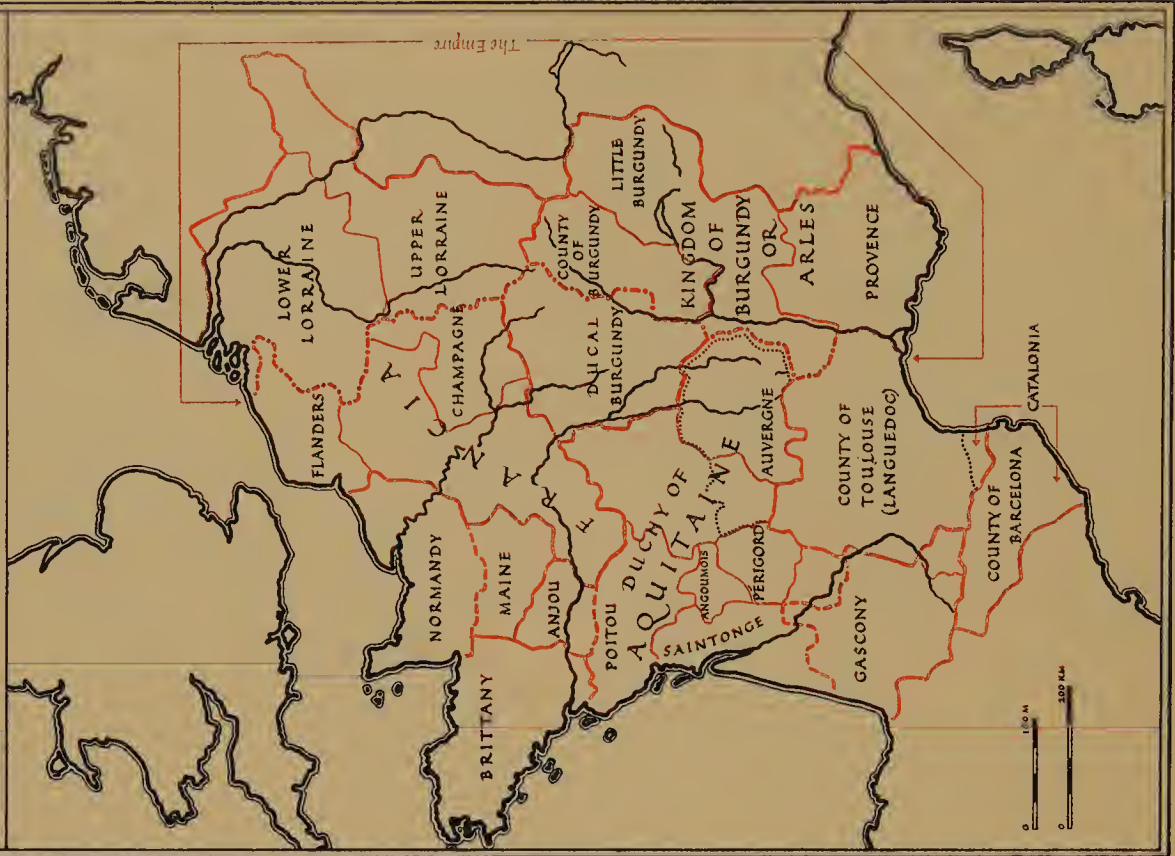 The Empire
LOWER
LORRAINE
UPPER
LORRAINE
FLANDERS
FRANCIA
CHAMPAGNE
NORMANDY
BRITTANY
MAINE
ANJOU
COUNTY
OF
BURGUNDY
LITTLE
BURGUNDY
DUCAL
BURGUNDY
KINGDOM
OF
BURGUNDY
OR
ARLES
PROVENCE
POITOU
DUCHY OF
AQUITAINE
ANGOUMOIS
SAINTONGE
PÉRIGORD
AUVERGNE
GASCONY
COUNTY OF
TOULOUSE
(LANGUEDOC)
COUNTY OF
BARCELONA
CATALONIA
0 100 M
0 200 KM